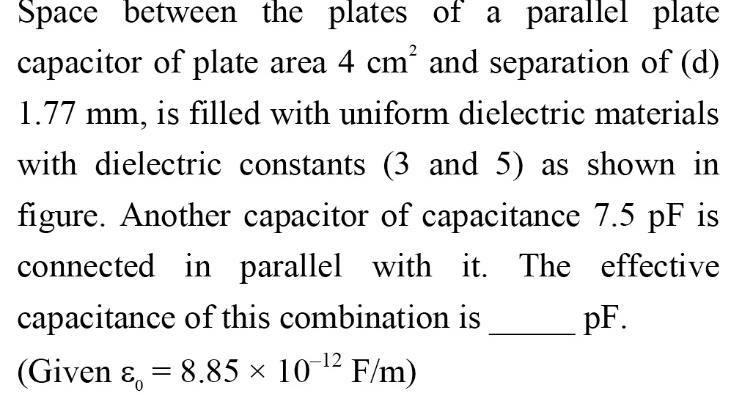 Space between the plates of a parallel plate
capacitor of plate area 4 cm² and separation of (d)
1.77 mm, is filled with uniform dielectric materials
with dielectric constants (3 and 5) as shown in
figure. Another capacitor of capacitance 7.5 pF is
connected in parallel with it. The effective
capacitance of this combination is ______ pF.
(Given ε₀ = 8.85 × 10⁻¹² F/m)